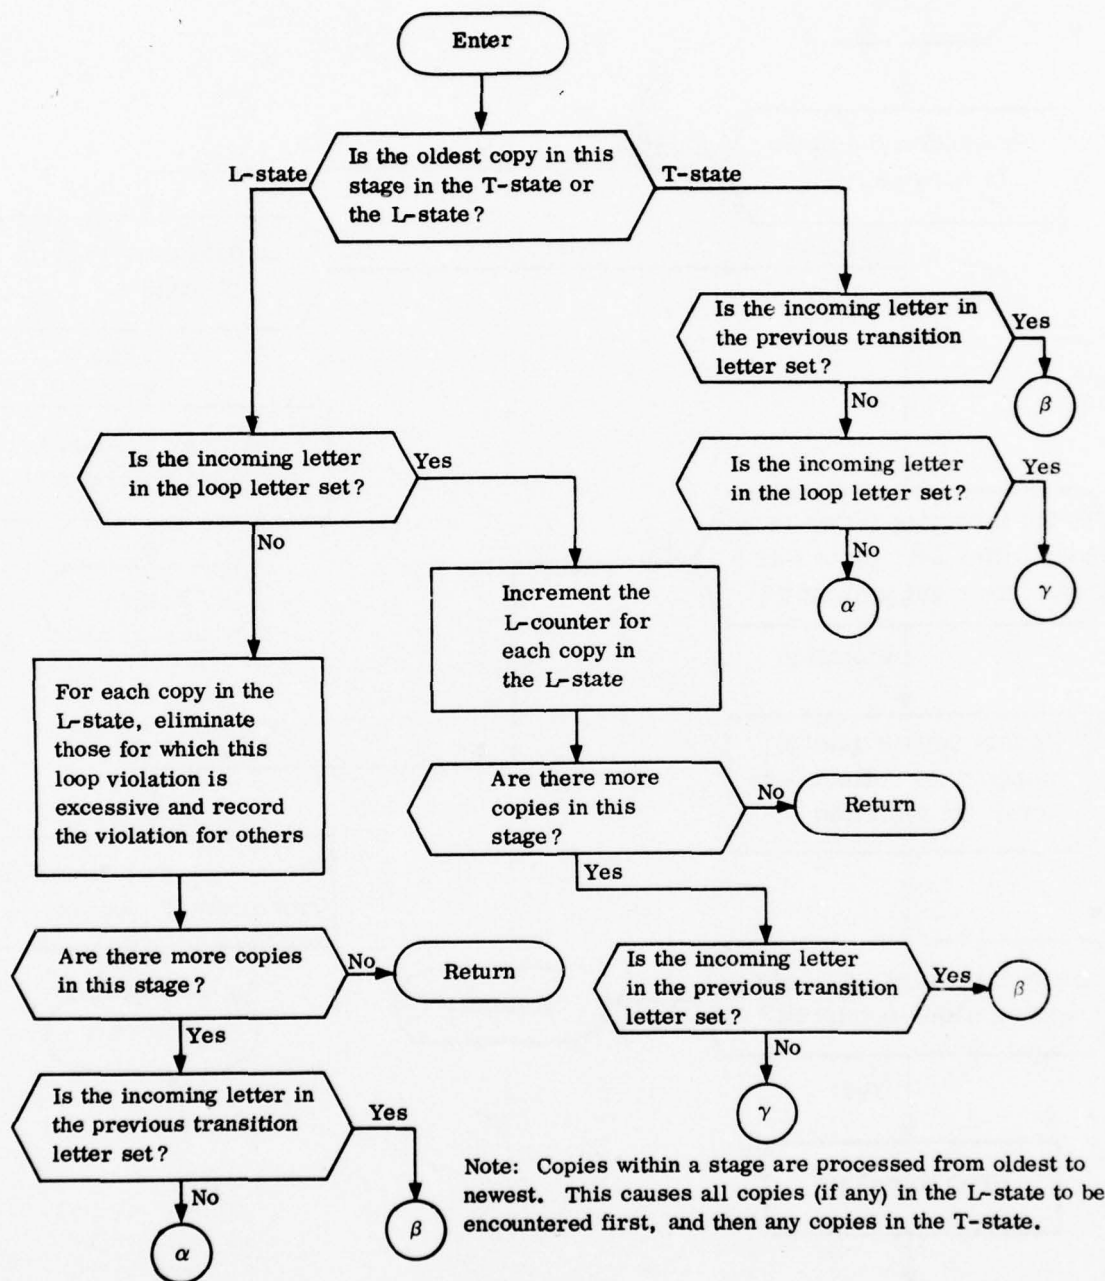 Enter
Is the oldest copy in this
stage in the T-state or
the L-state?
L-state
T-state
Is the incoming letter in
the previous transition
letter set?
Yes
β
No
Is the incoming letter
in the loop letter set?
Yes
γ
No
α
Is the incoming letter
in the loop letter set?
Yes
No
Increment the
L-counter for
each copy in
the L-state
For each copy in the
L-state, eliminate
those for which this
loop violation is
excessive and record
the violation for others
Are there more
copies in this
stage?
No
Return
Yes
Are there more copies
in this stage?
No
Return
Yes
Is the incoming letter
in the previous transition
letter set?
Yes
β
No
γ
Is the incoming letter in
the previous transition
letter set?
Yes
β
No
α
Note: Copies within a stage are processed from oldest to
newest. This causes all copies (if any) in the L-state to be
encountered first, and then any copies in the T-state.